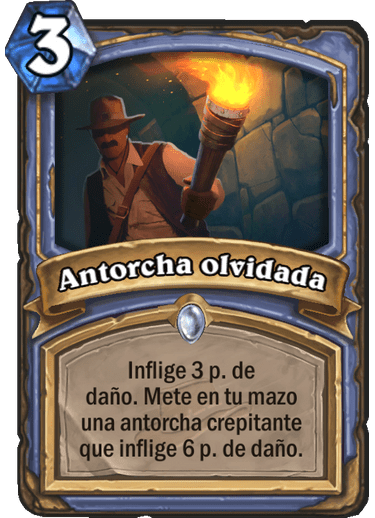 3
Antorcha olvidada
Inflige 3 p. de
daño. Mete en tu mazo
una antorcha crepitante
que inflige 6 p. de daño.